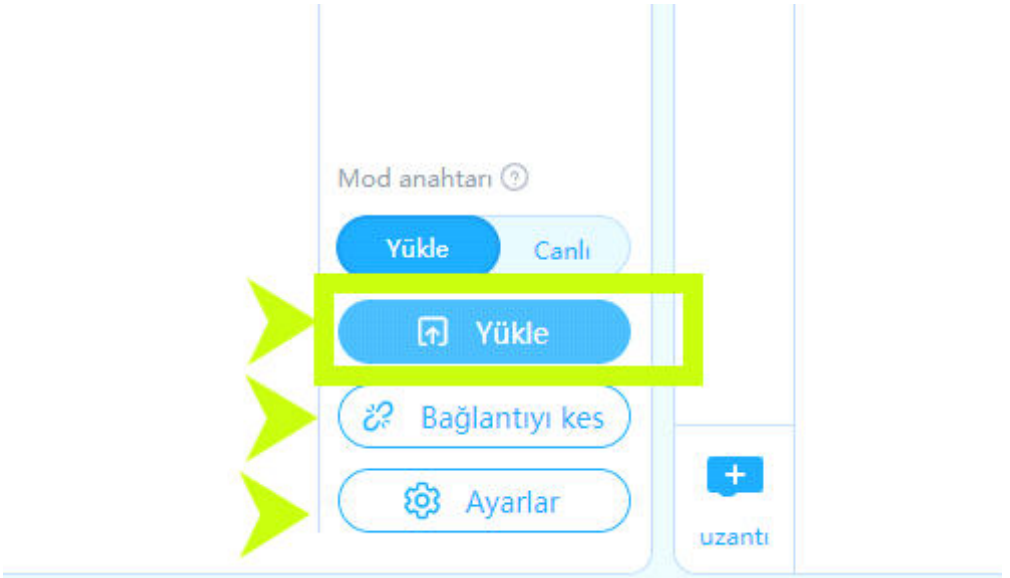 Mod anahtarı
Yükle Canlı
Yükle
Bağlantıyı kes
Ayarlar
uzantı